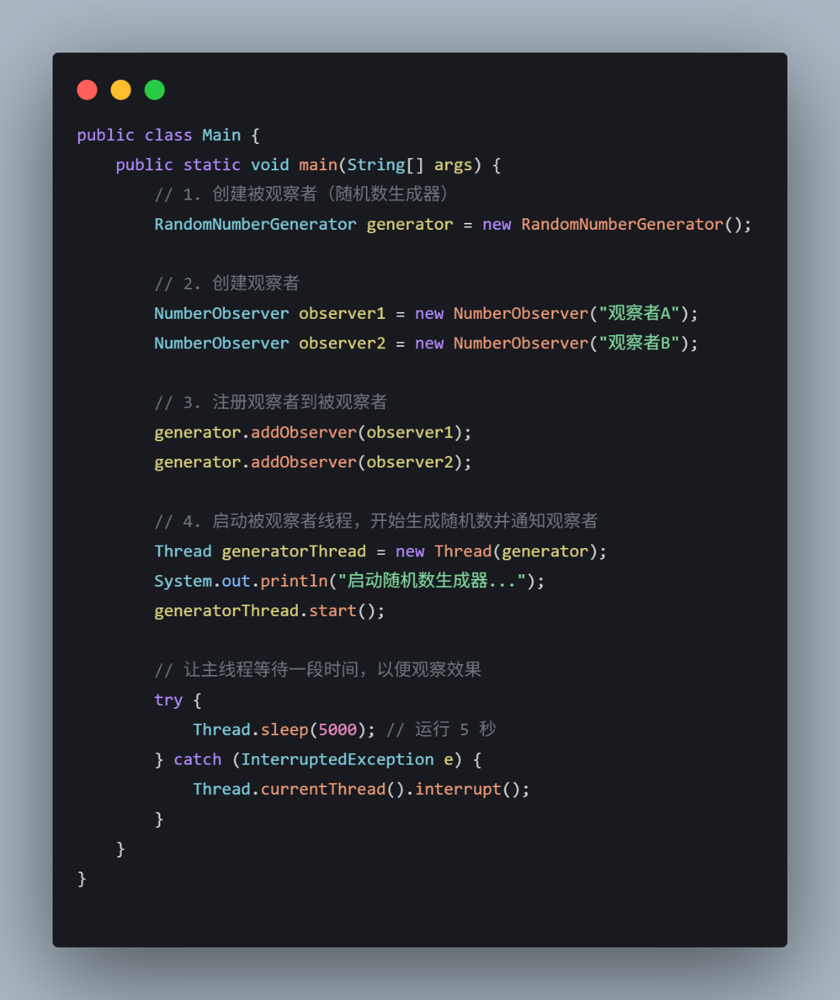 public class Main {
    public static void main(String[] args) {
        // 1. 创建被观察者（随机数生成器）
        RandomNumberGenerator generator = new RandomNumberGenerator();

        // 2. 创建观察者
        NumberObserver observer1 = new NumberObserver("观察者A");
        NumberObserver observer2 = new NumberObserver("观察者B");

        // 3. 注册观察者到被观察者
        generator.addObserver(observer1);
        generator.addObserver(observer2);

        // 4. 启动被观察者线程，开始生成随机数并通知观察者
        Thread generatorThread = new Thread(generator);
        System.out.println("启动随机数生成器...");
        generatorThread.start();

        // 让主线程等待一段时间，以便观察效果
        try {
            Thread.sleep(5000); // 运行 5 秒
        } catch (InterruptedException e) {
            Thread.currentThread().interrupt();
        }
    }
}